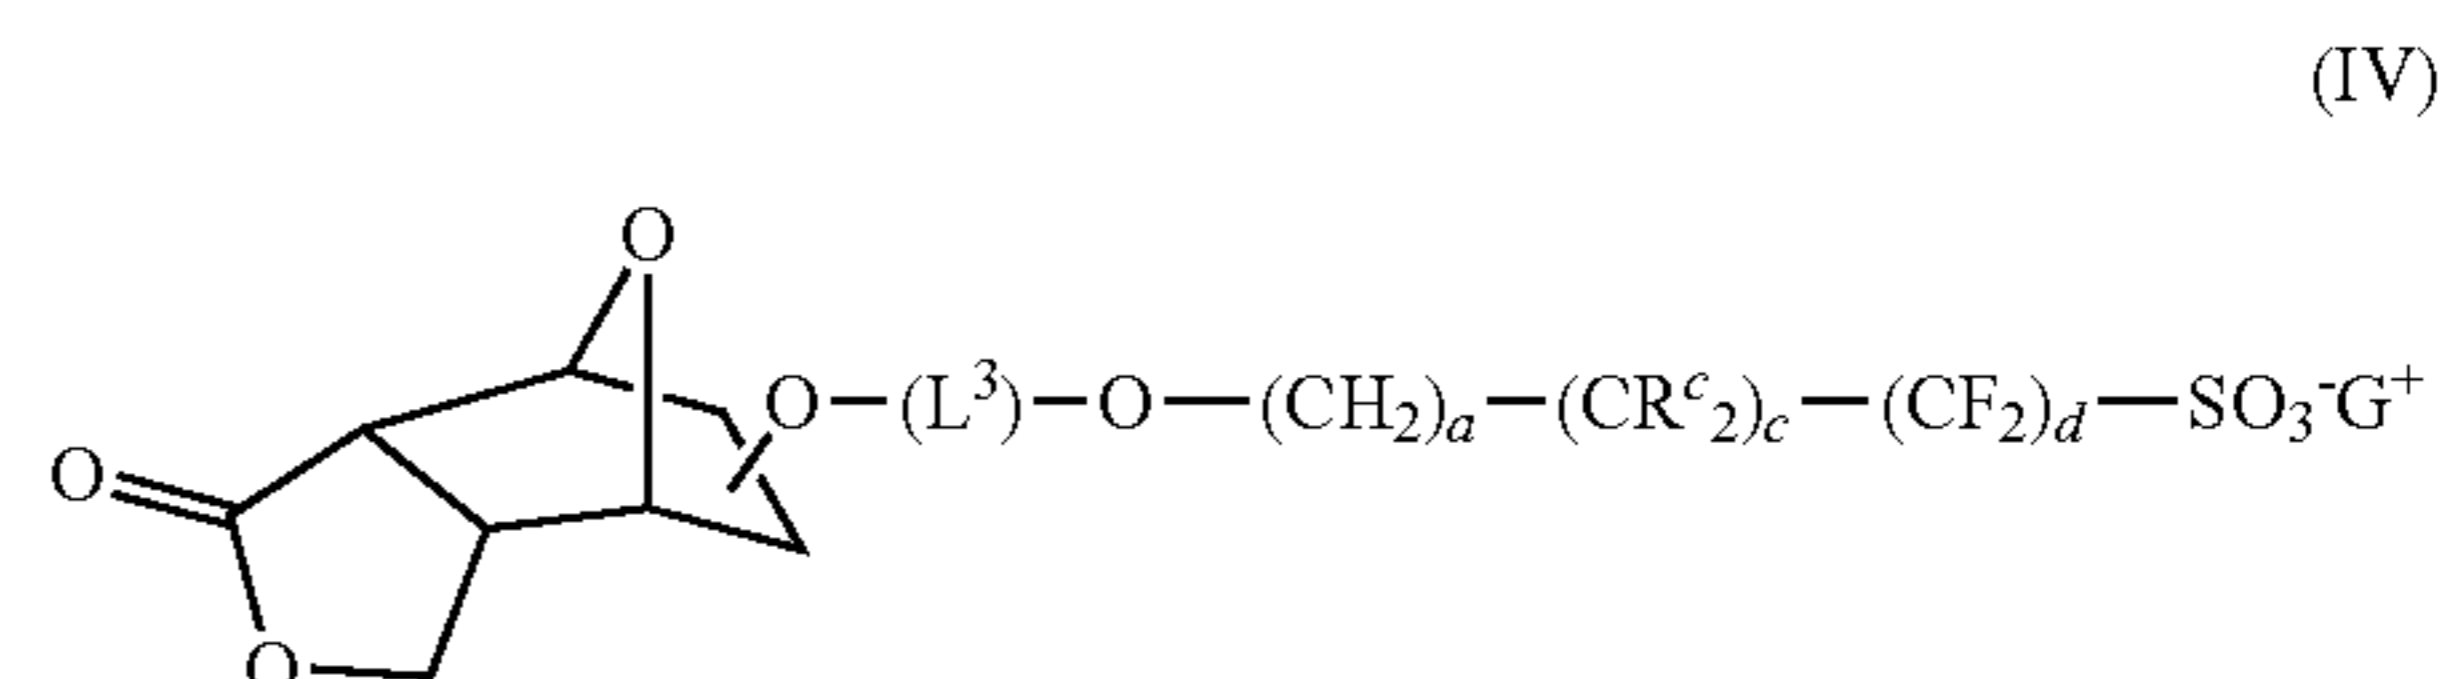 (IV)
O
O—(L³)—O—(CH₂)ₐ—(CRᶜ₂)c—(CF₂)d—SO₃⁻G⁺
O
O